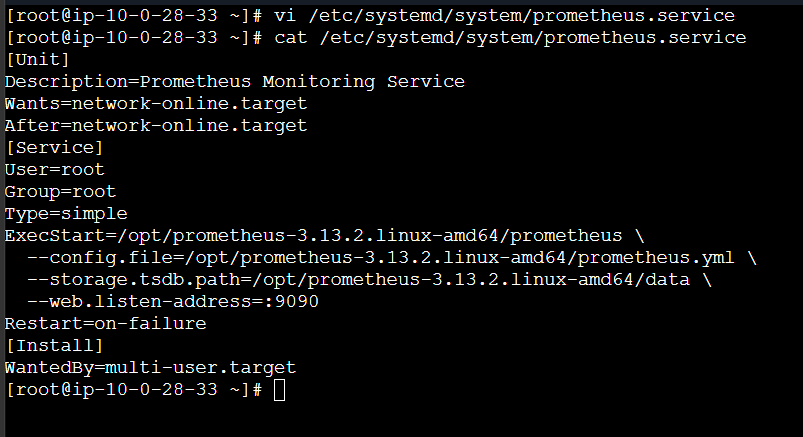 [root@ip-10-0-28-33 ~]# vi /etc/systemd/system/prometheus.service
[root@ip-10-0-28-33 ~]# cat /etc/systemd/system/prometheus.service
[Unit]
Description=Prometheus Monitoring Service
Wants=network-online.target
After=network-online.target
[Service]
User=root
Group=root
Type=simple
ExecStart=/opt/prometheus-3.13.2.linux-amd64/prometheus \
  --config.file=/opt/prometheus-3.13.2.linux-amd64/prometheus.yml \
  --storage.tsdb.path=/opt/prometheus-3.13.2.linux-amd64/data \
  --web.listen-address=:9090
Restart=on-failure
[Install]
WantedBy=multi-user.target
[root@ip-10-0-28-33 ~]#